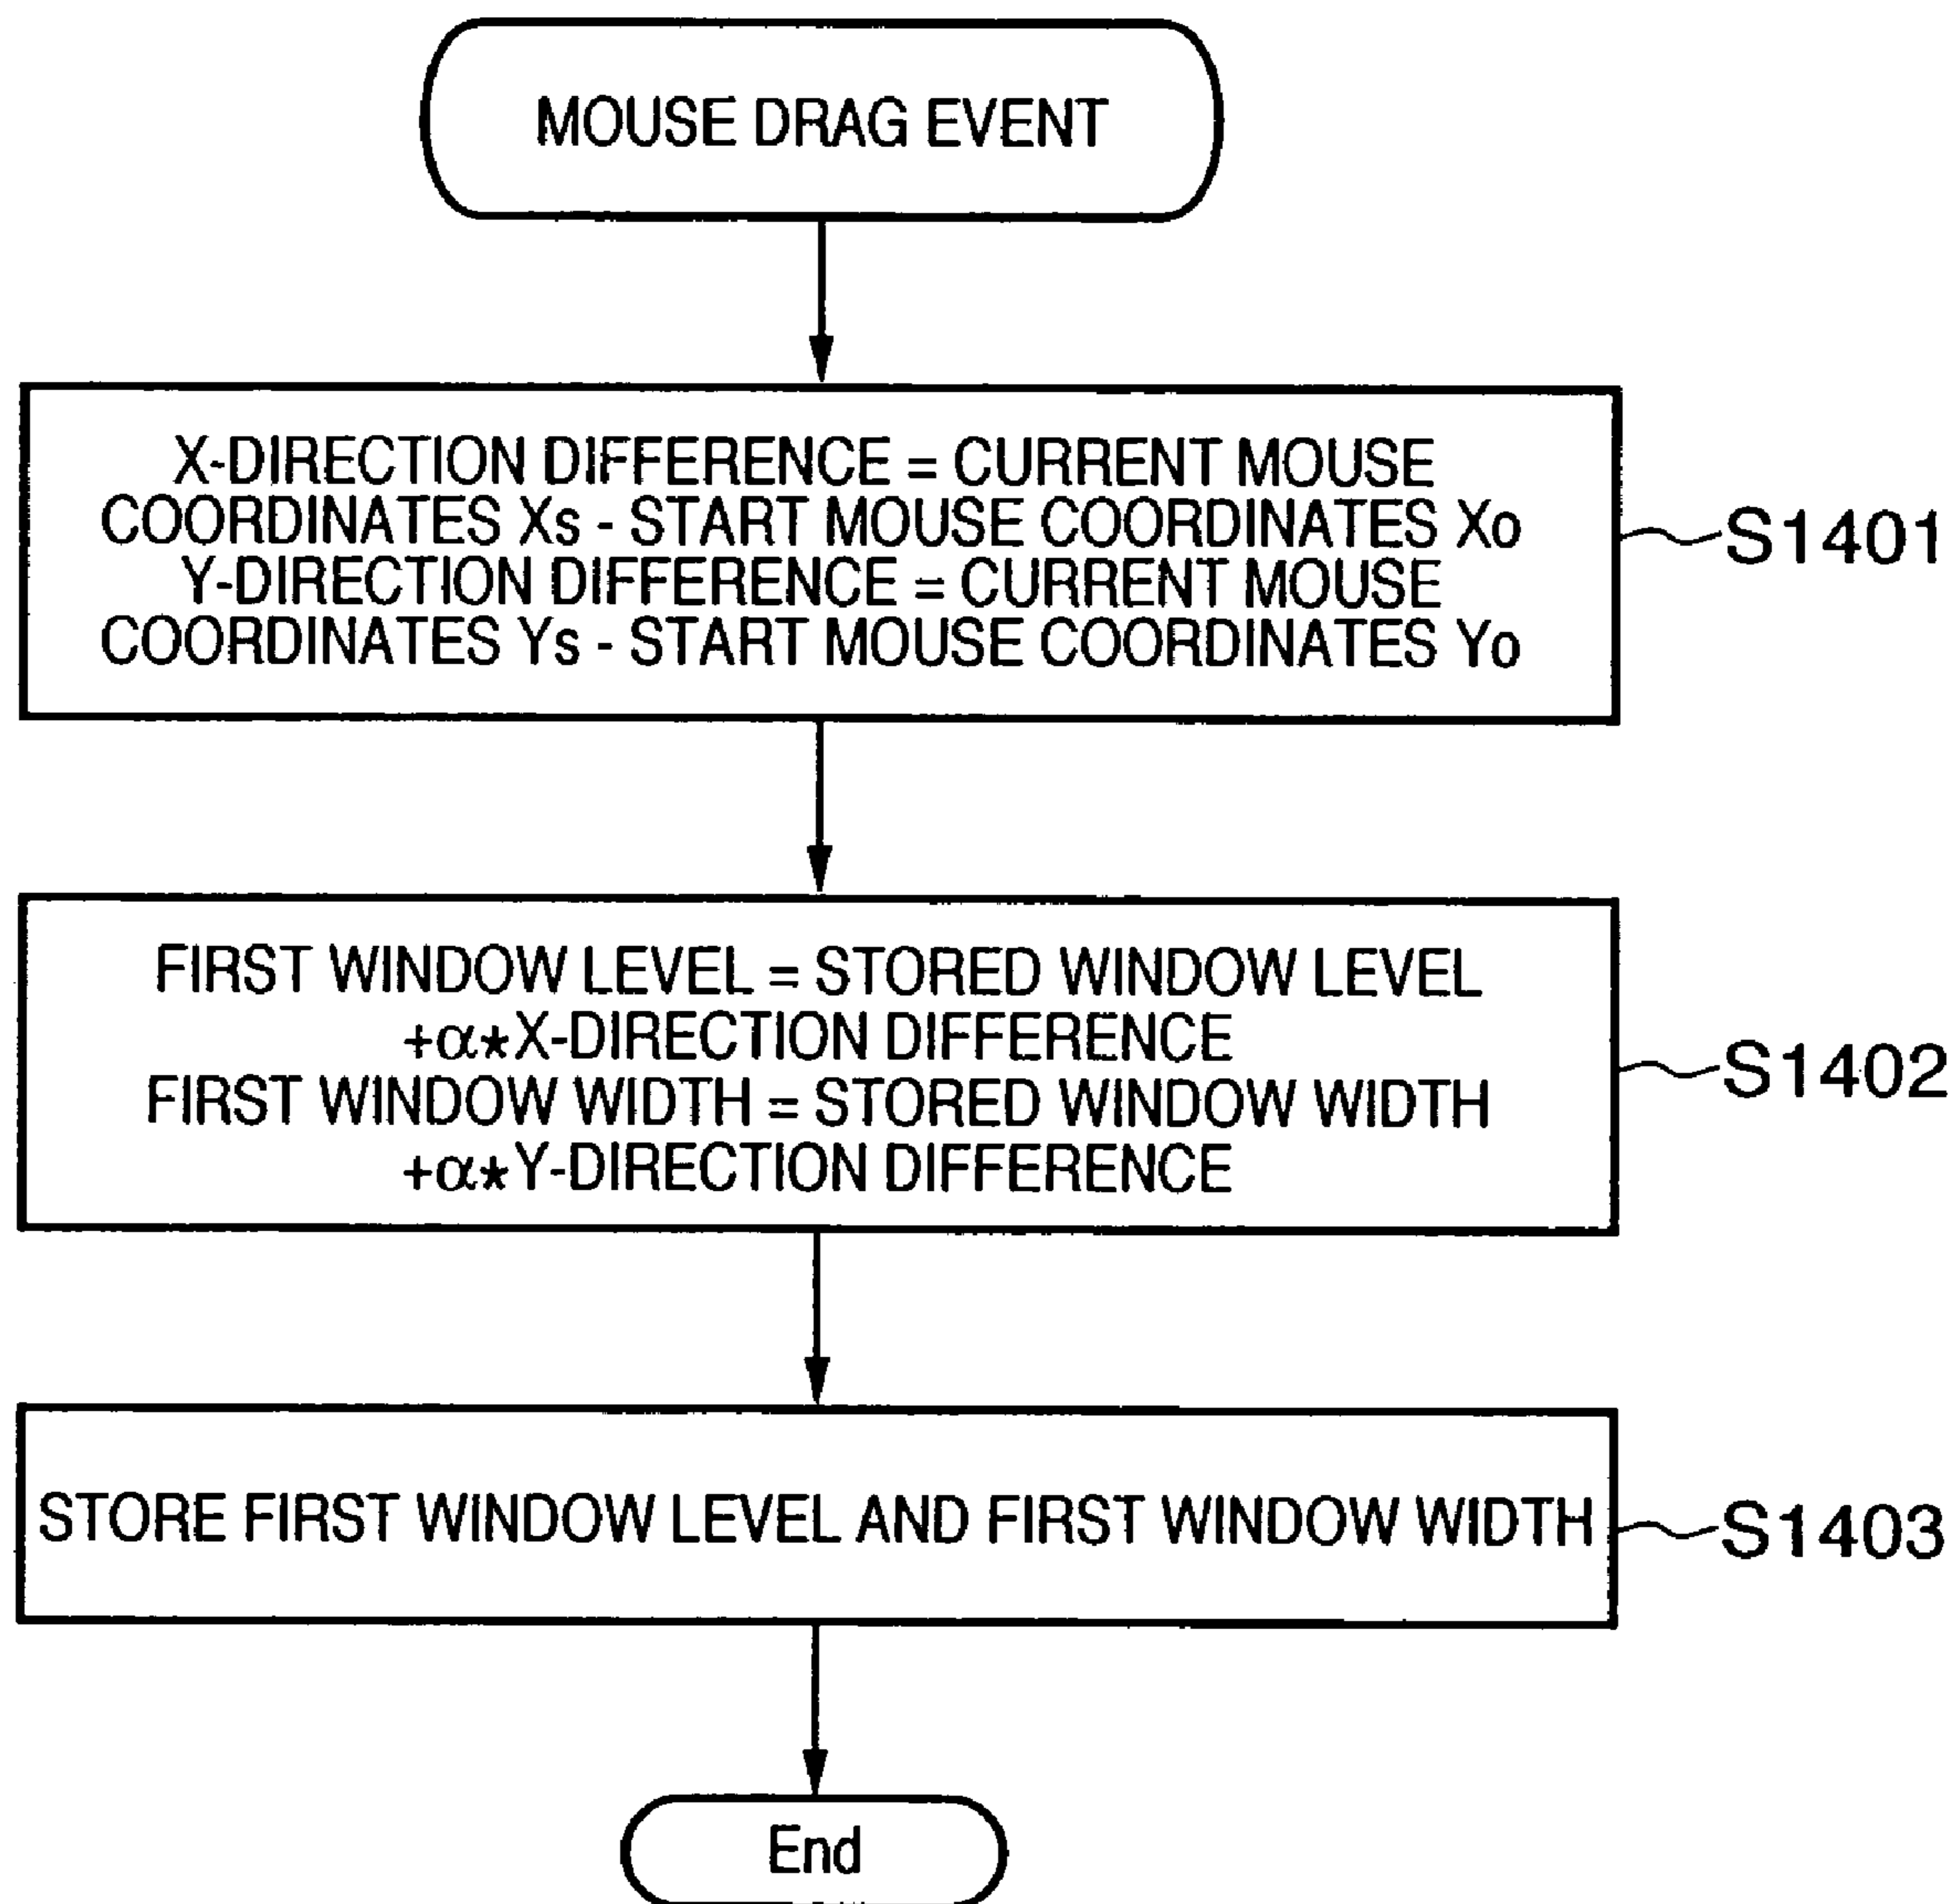 MOUSE DRAG EVENT
X-DIRECTION DIFFERENCE = CURRENT MOUSE
COORDINATES Xs - START MOUSE COORDINATES Xo
Y-DIRECTION DIFFERENCE = CURRENT MOUSE
COORDINATES Ys - START MOUSE COORDINATES Yo
S1401
FIRST WINDOW LEVEL = STORED WINDOW LEVEL
+α*X-DIRECTION DIFFERENCE
FIRST WINDOW WIDTH = STORED WINDOW WIDTH
+α*Y-DIRECTION DIFFERENCE
S1402
STORE FIRST WINDOW LEVEL AND FIRST WINDOW WIDTH
S1403
End